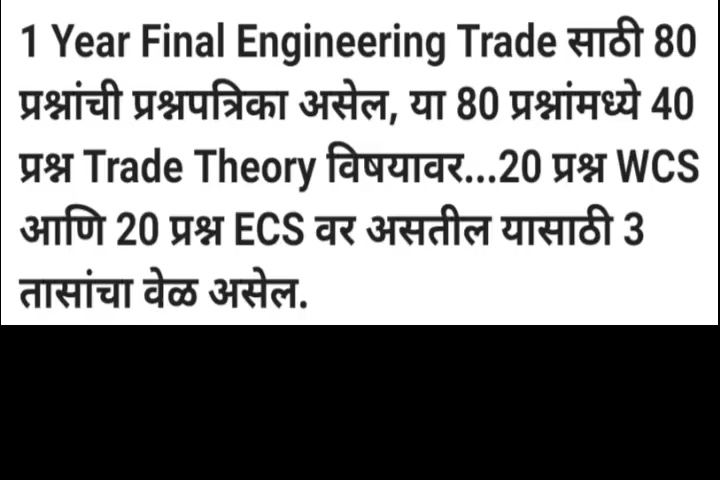 1 Year Final Engineering Trade साठी 80
प्रश्नांची प्रश्नपत्रिका असेल, या 80 प्रश्नांमध्ये 40
प्रश्न Trade Theory विषयावर...20 प्रश्न WCS
आणि 20 प्रश्न ECS वर असतील यासाठी 3
तासांचा वेळ असेल.